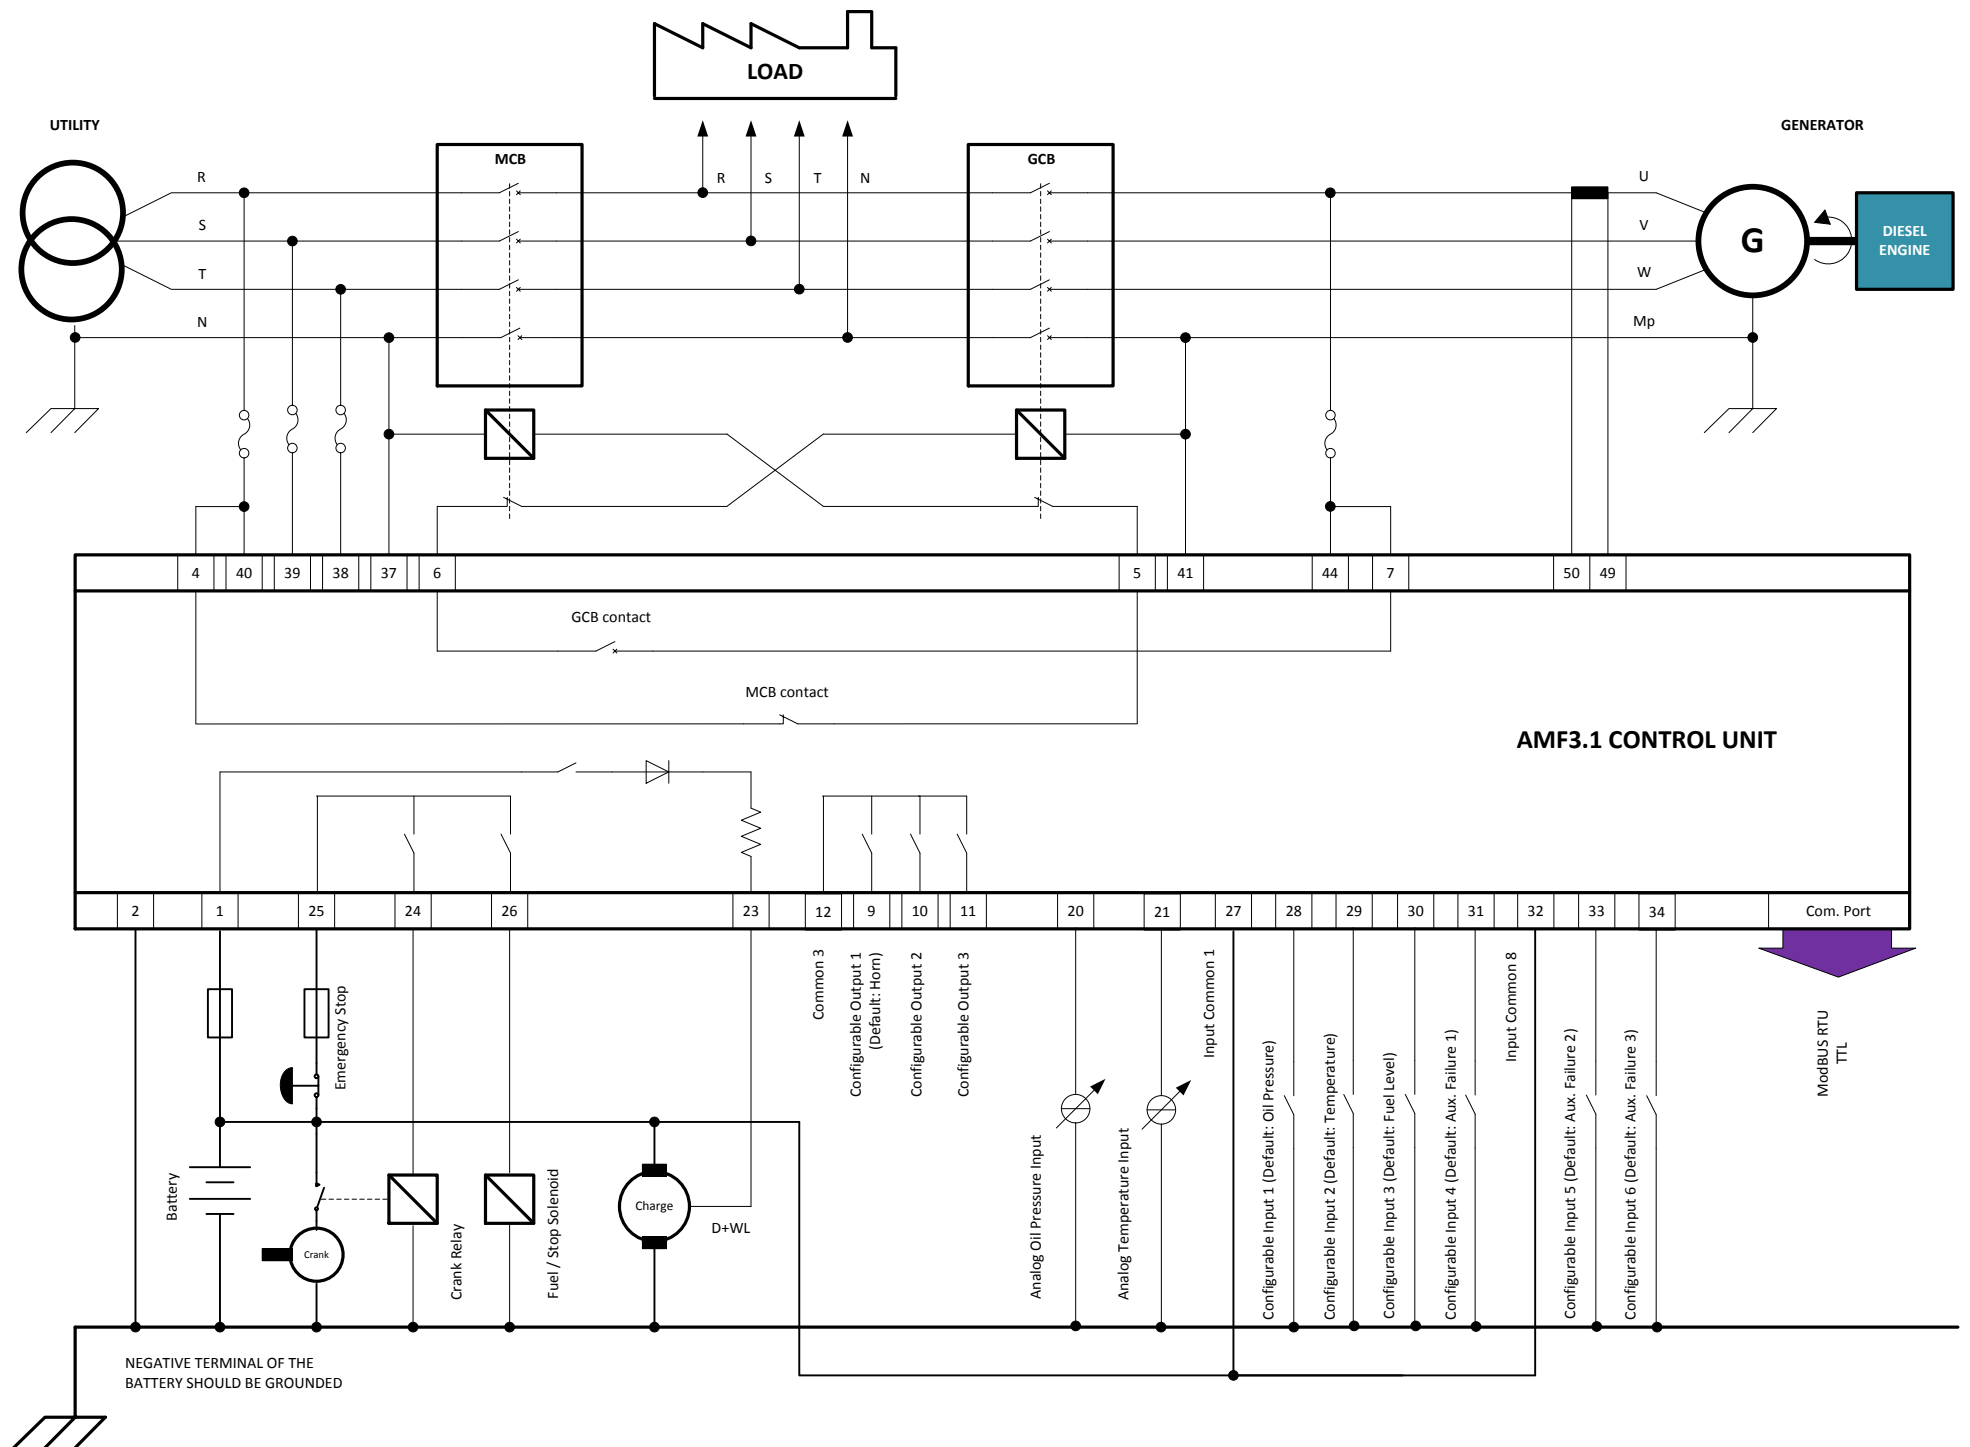 LOAD
UTILITY
GENERATOR
MCB
GCB
R
R
S
T
N
U
S
V
T
W
N
Mp
G
DIESEL
ENGINE
4
40
39
38
37
6
5
41
44
7
50
49
GCB contact
MCB contact
AMF3.1 CONTROL UNIT
2
1
25
24
26
23
12
9
10
11
20
21
27
28
29
30
31
32
33
34
Com. Port
Emergency Stop
Common 3
Configurable Output 1
(Default: Horn)
Configurable Output 2
Configurable Output 3
Input Common 1
Input Common 8
ModBUS RTU
TTL
Battery
Crank
Crank Relay
Fuel / Stop Solenoid
Charge
D+WL
Analog Oil Pressure Input
Analog Temperature Input
Configurable Input 1 (Default: Oil Pressure)
Configurable Input 2 (Default: Temperature)
Configurable Input 3 (Default: Fuel Level)
Configurable Input 4 (Default: Aux. Failure 1)
Configurable Input 5 (Default: Aux. Failure 2)
Configurable Input 6 (Default: Aux. Failure 3)
NEGATIVE TERMINAL OF THE
BATTERY SHOULD BE GROUNDED